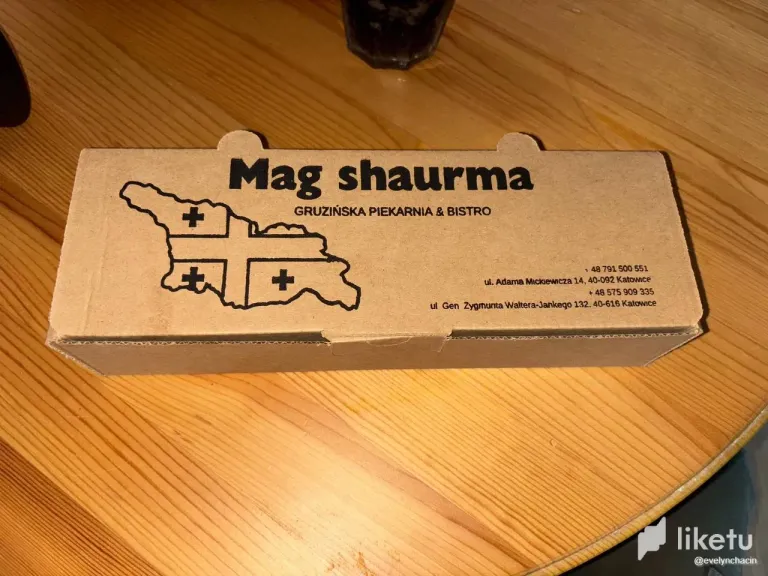 Mag shaurma
GRUZIŃSKA PIEKARNIA & BISTRO
+ 48 791 500 551
ul. Adama Mickiewicza 14, 40-092 Katowice
+ 48 575 909 335
ul Gen Zygmunta Waltera-Jankego 132, 40-616 Katowice
liketu
@evelynchacin